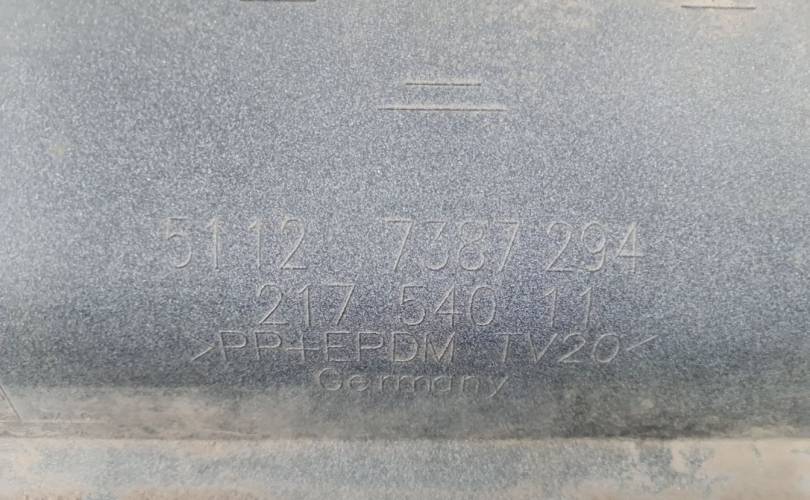 5112 7387 294
217 540 11
>PP+EPDM TV20<
Germany